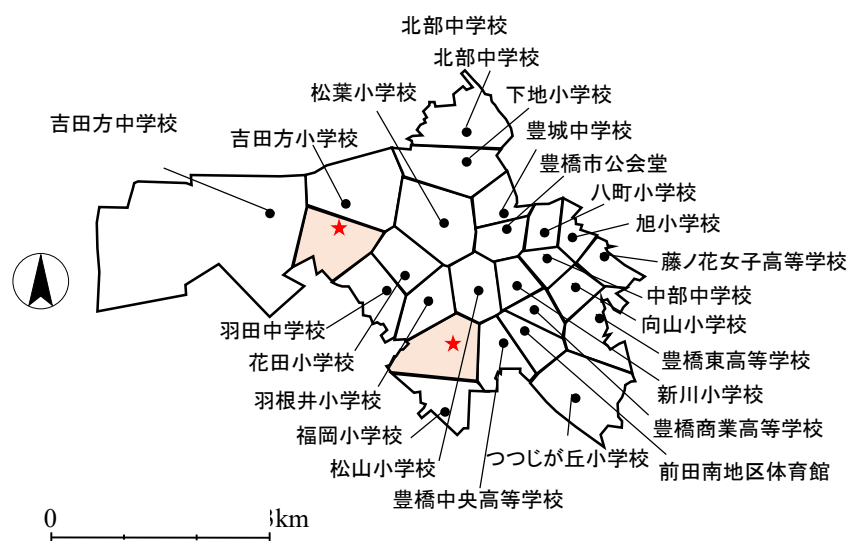 北部中学校
北部中学校
松葉小学校
下地小学校
吉田方中学校
吉田方小学校
豊城中学校
豊橋市公会堂
八町小学校
旭小学校
藤ノ花女子高等学校
中部中学校
向山小学校
羽田中学校
花田小学校
豊橋東高等学校
新川小学校
羽根井小学校
豊橋商業高等学校
福岡小学校
つつじが丘小学校
松山小学校
前田南地区体育館
豊橋中央高等学校
0
3km